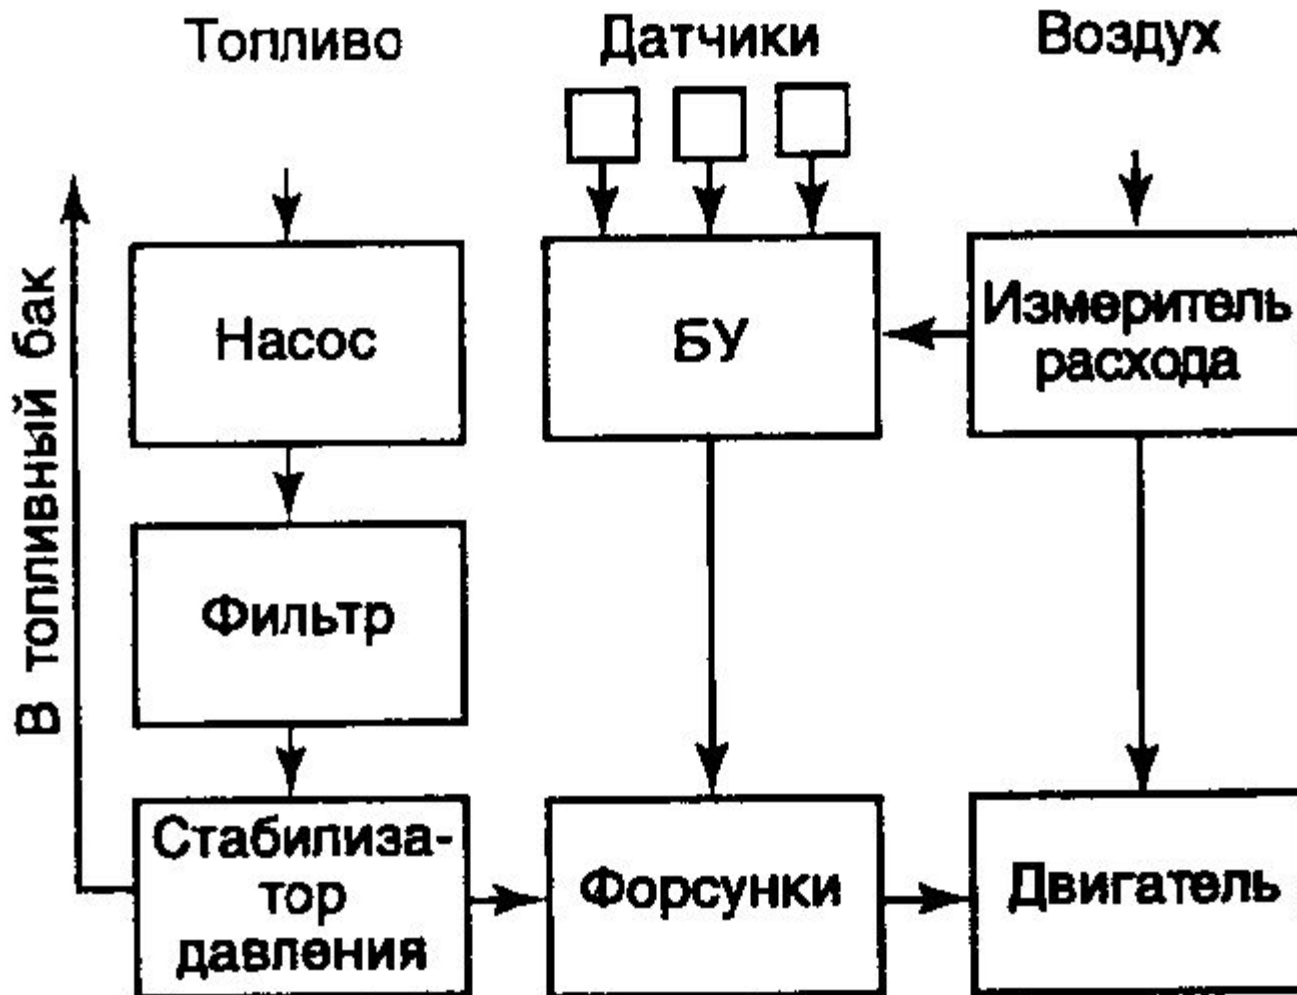 Топливо
Датчики
Воздух
В топливный бак
Насос
БУ
Измеритель
расхода
Фильтр
Стабилиза-
тор
давления
Форсунки
Двигатель